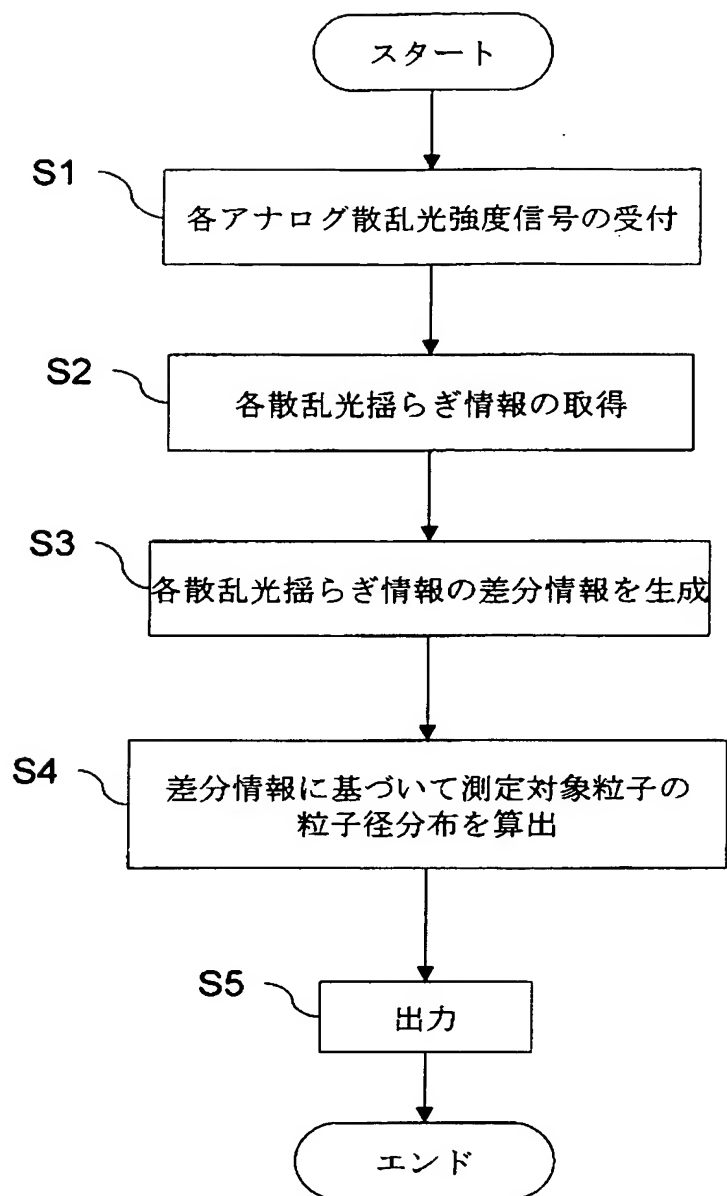 スタート
S1
各アナログ散乱光強度信号の受付
S2
各散乱光揺らぎ情報の取得
S3
各散乱光揺らぎ情報の差分情報を生成
S4
差分情報に基づいて測定対象粒子の
粒子径分布を算出
S5
出力
エンド